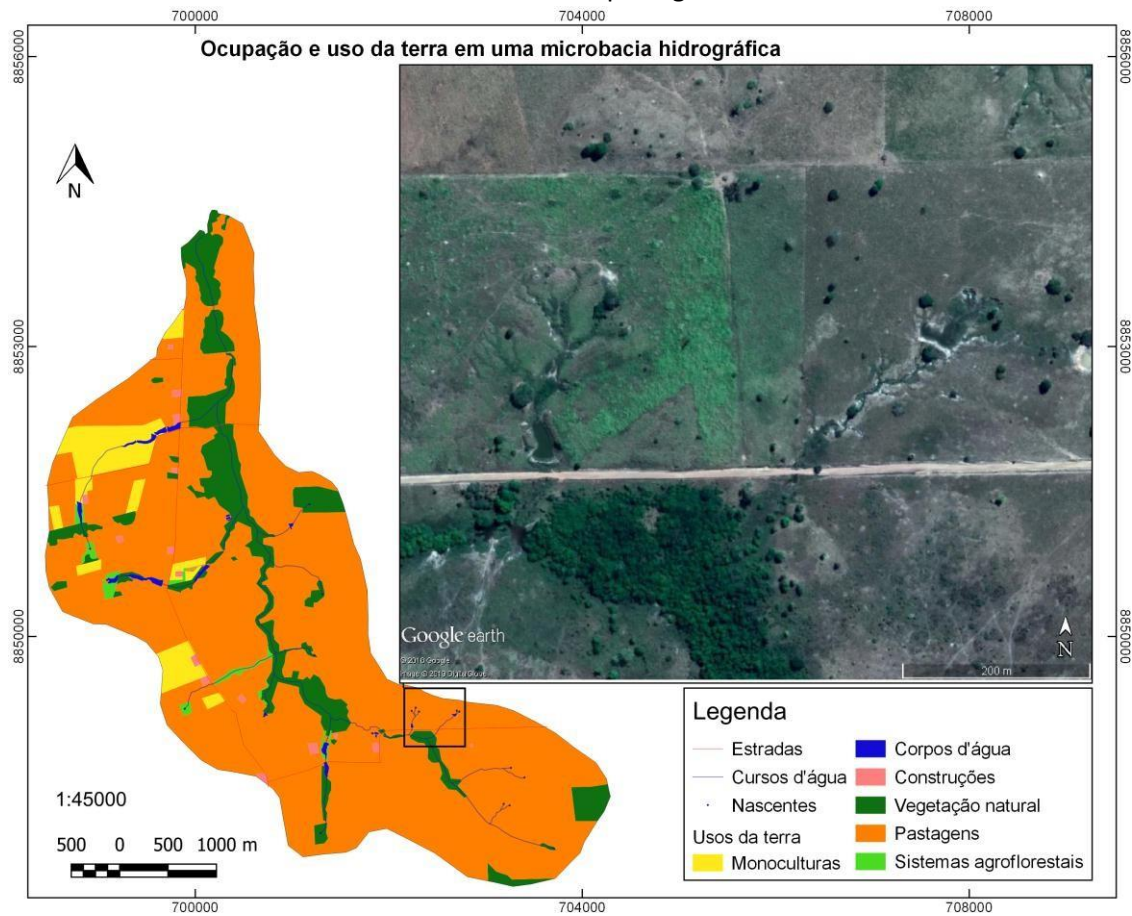 700000
704000
708000
Ocupação e uso da terra em uma microbacia hidrográfica
8856000
8856000
N
8853000
8853000
8850000
8850000
Google earth
© 2018 Google
N
200 m
Legenda
Estradas
Cursos d'água
Nascentes
Usos da terra
Monoculturas
Corpos d'água
Construções
Vegetação natural
Pastagens
Sistemas agroflorestais
1:45000
500 0 500 1000 m
700000
704000
708000